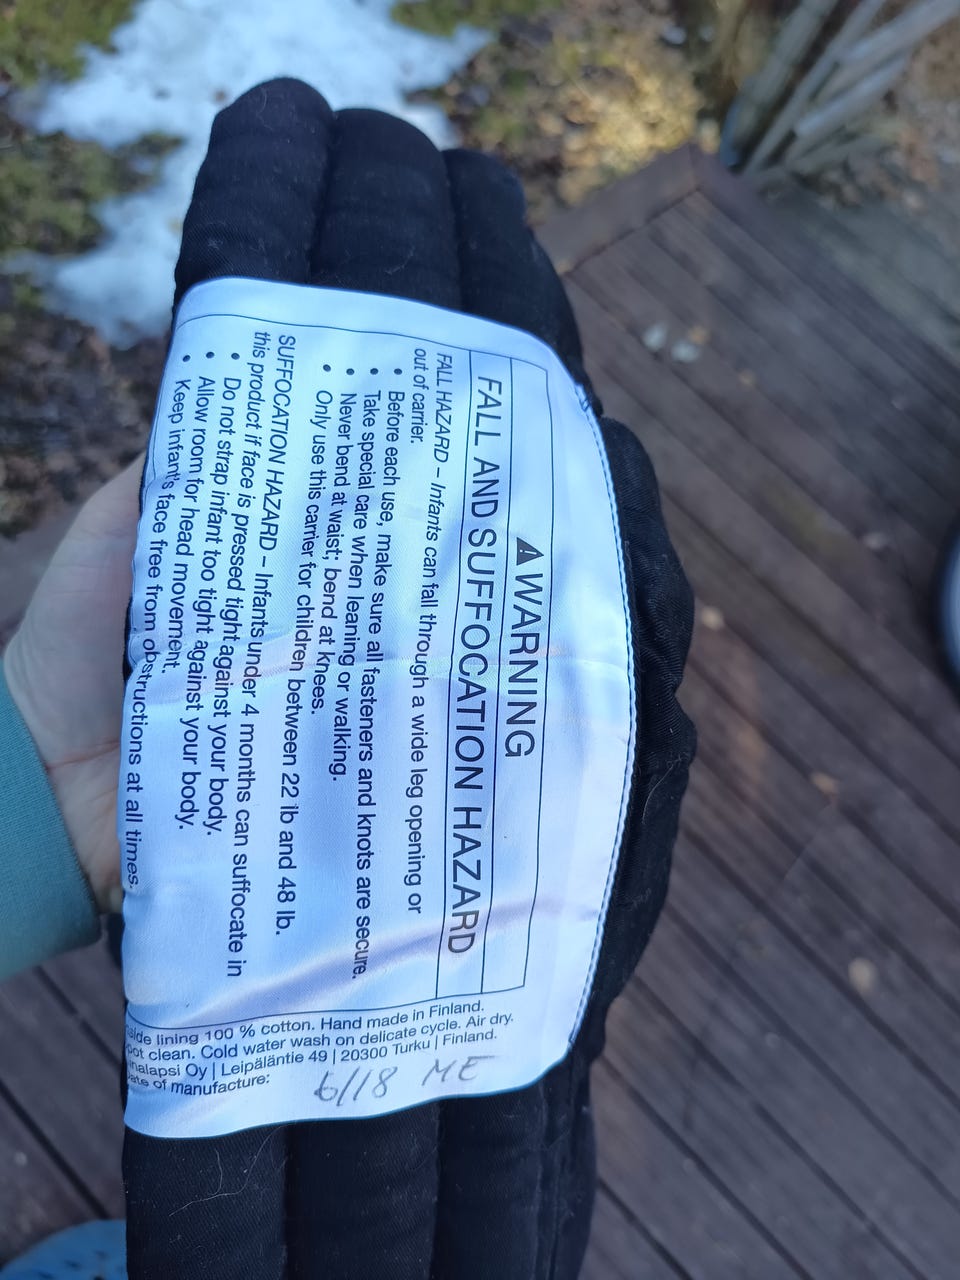 ⚠ WARNING
FALL AND SUFFOCATION HAZARD
FALL HAZARD – Infants can fall through a wide leg opening or
out of carrier.
• Before each use, make sure all fasteners and knots are secure.
• Take special care when leaning or walking.
• Never bend at waist; bend at knees.
• Only use this carrier for children between 22 lb and 48 lb.
SUFFOCATION HAZARD – Infants under 4 months can suffocate in
this product if face is pressed tight against your body.
• Do not strap infant too tight against your body.
• Allow room for head movement.
• Keep infant's face free from obstructions at all times.
lining 100 % cotton. Hand made in Finland.
clean. Cold water wash on delicate cycle. Air dry.
Oy | Leipäläntie 49 | 20300 Turku | Finland.
of manufacture: 6/18 ME